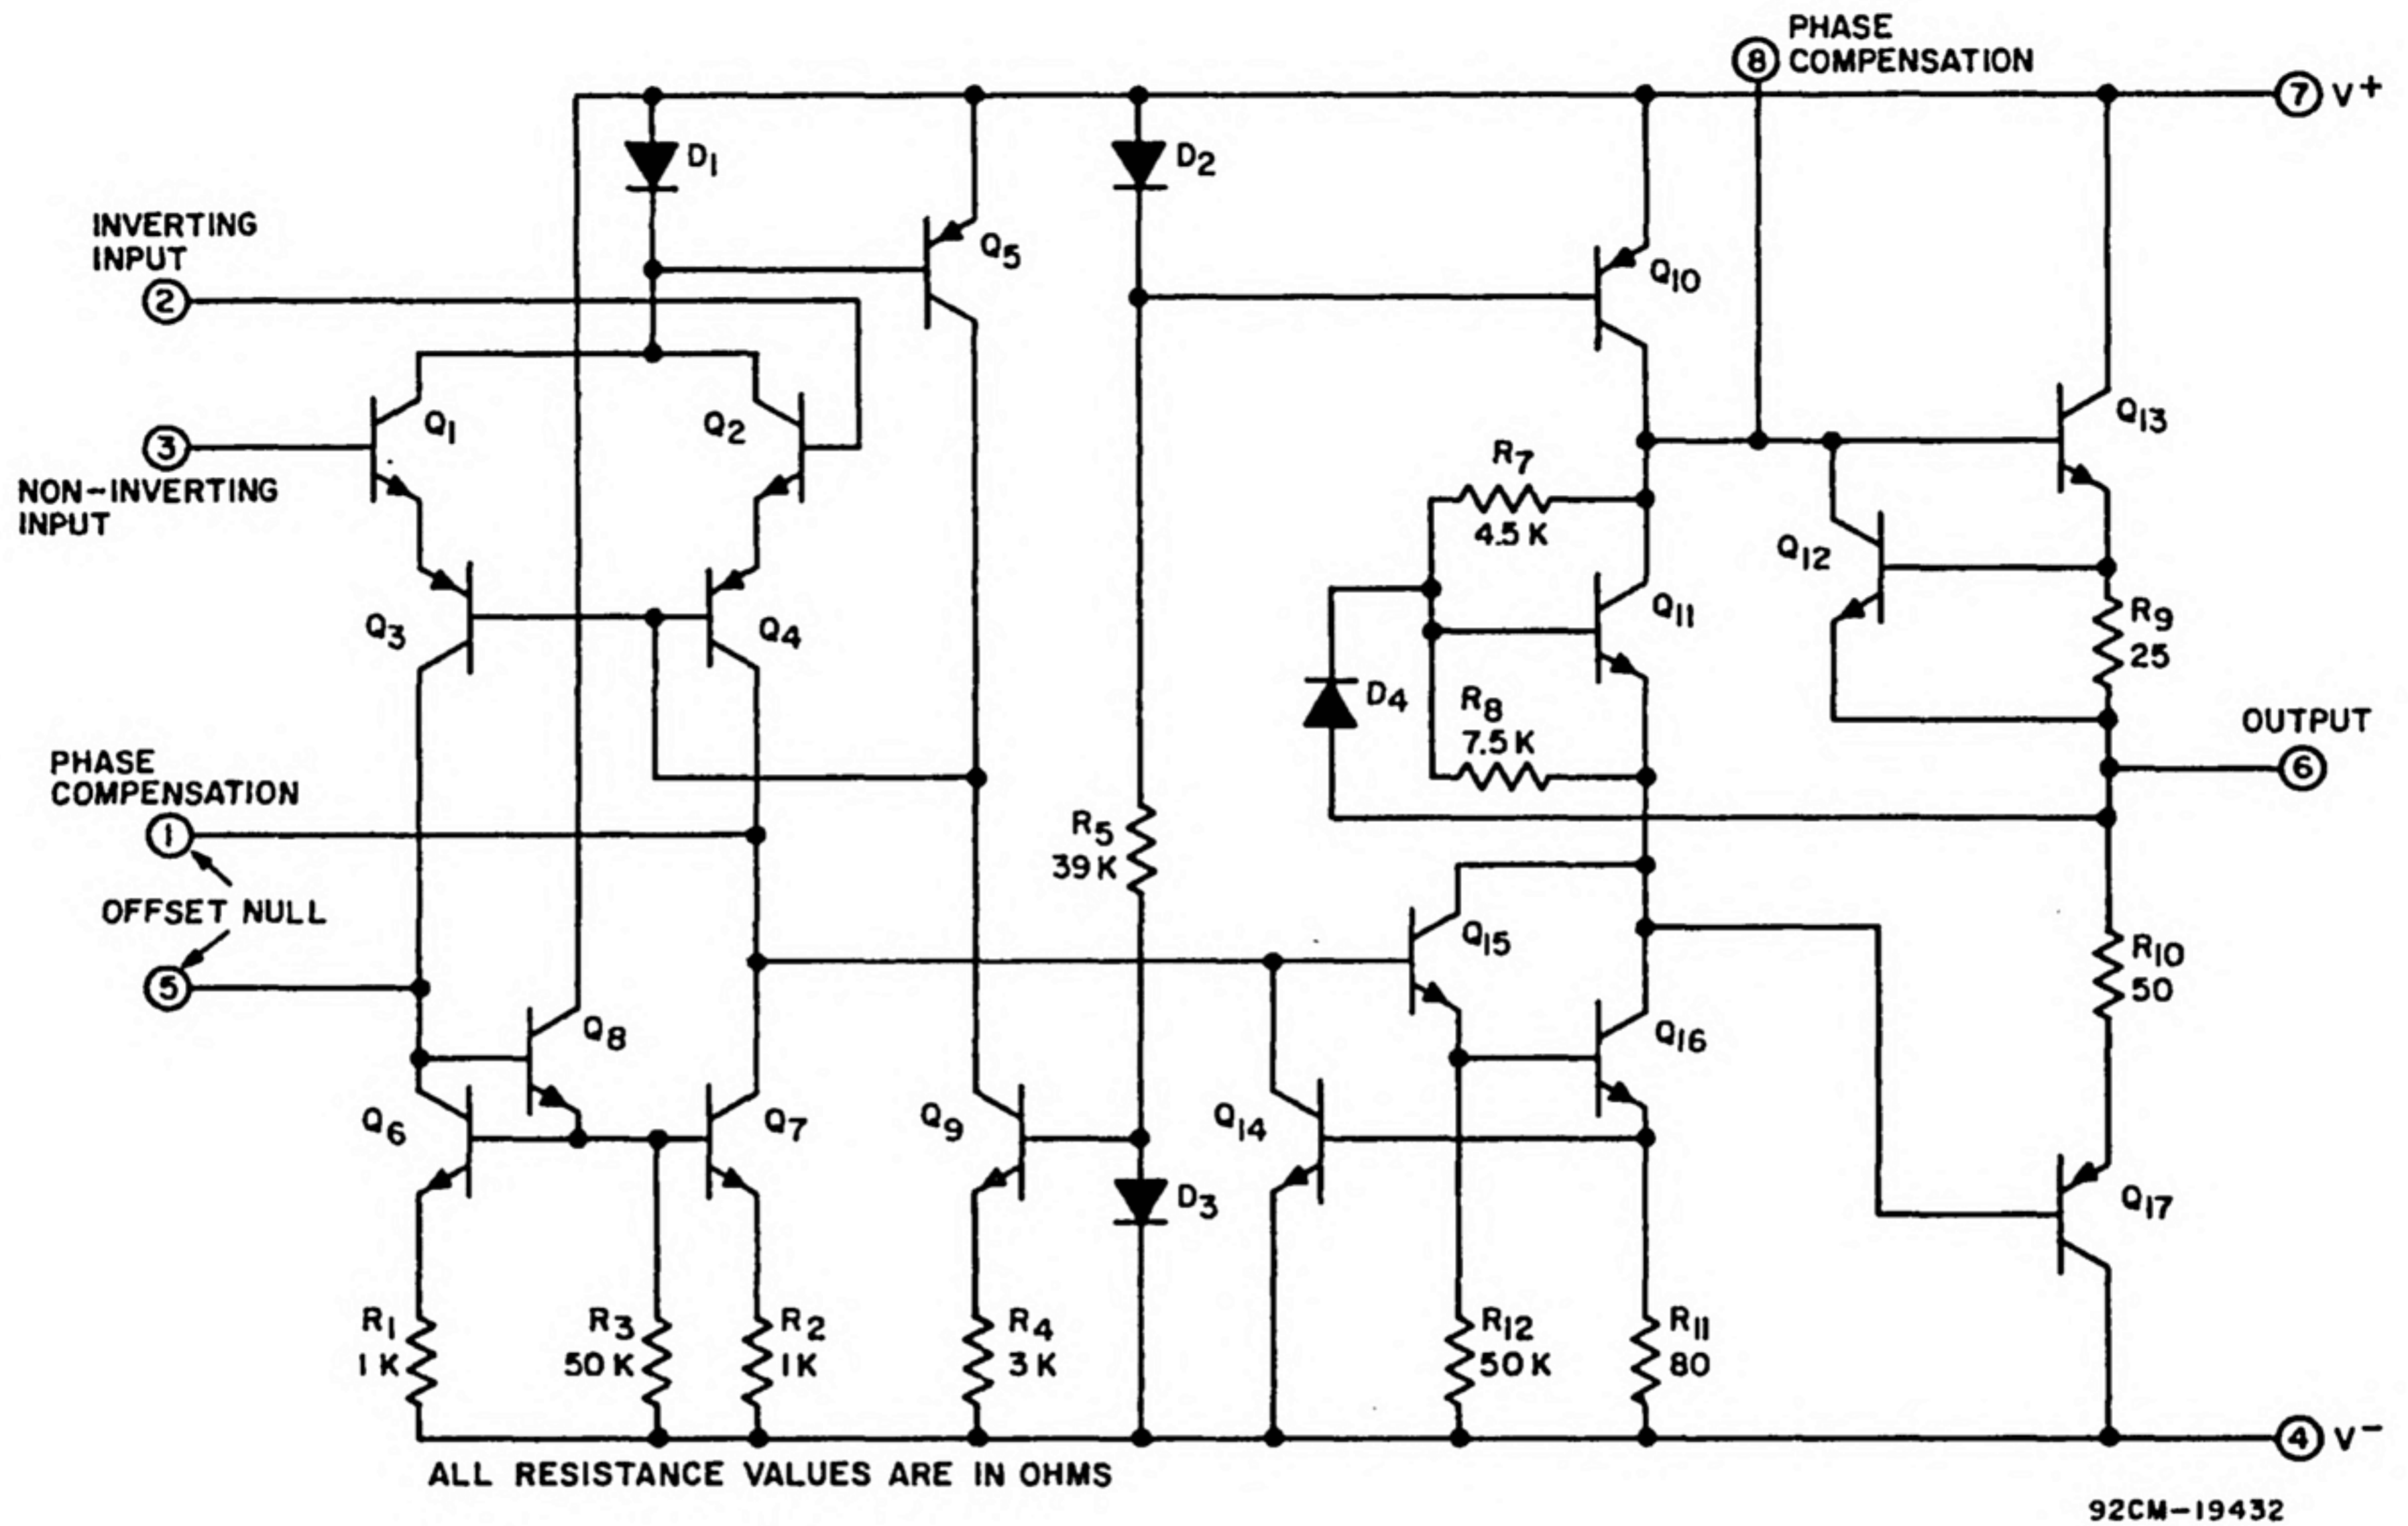 PHASE
8 COMPENSATION
7 V+
D1
D2
INVERTING
INPUT
2
Q5
Q10
Q1
Q2
Q13
3
NON-INVERTING
INPUT
R7
4.5 K
Q12
Q3
Q4
Q11
R9
25
D4
R8
7.5 K
OUTPUT
6
PHASE
COMPENSATION
1
R5
39 K
OFFSET NULL
5
Q15
R10
50
Q8
Q16
Q6
Q7
Q9
Q14
D3
Q17
R1
1 K
R3
50 K
R2
1K
R4
3 K
R12
50 K
R11
80
4 V-
ALL RESISTANCE VALUES ARE IN OHMS
92CM-19432